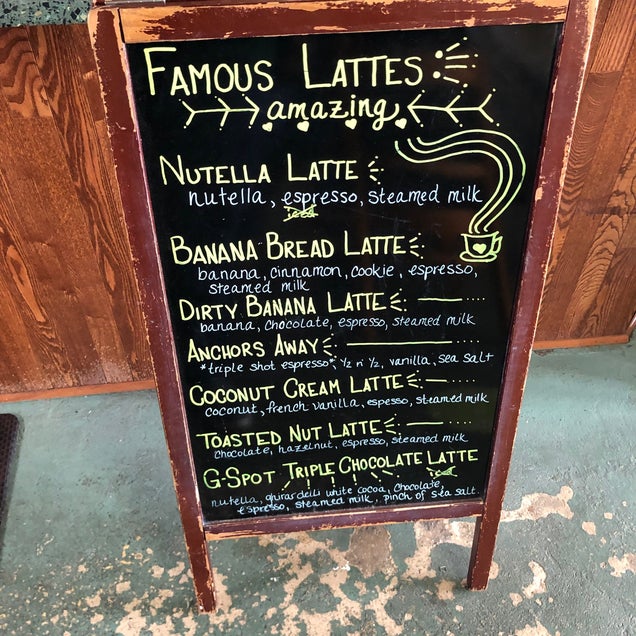 FAMOUS LATTES
amazing
NUTELLA LATTE
nutella, espresso, steamed milk
iced
BANANA BREAD LATTE
banana, cinnamon, cookie, espresso,
steamed milk
DIRTY BANANA LATTE
banana, chocolate, espresso, steamed milk
ANCHORS AWAY
*triple shot espresso*, ½ n ½, vanilla, sea salt
COCONUT CREAM LATTE
coconut, french vanilla, espesso, steamed milk
TOASTED NUT LATTE
chocolate, hazelnut, espresso, steamed milk
G-SPOT TRIPLE CHOCOLATE LATTE
iced
nutella, ghirardelli white cocoa, chocolate,
espresso, steamed milk, pinch of sea salt